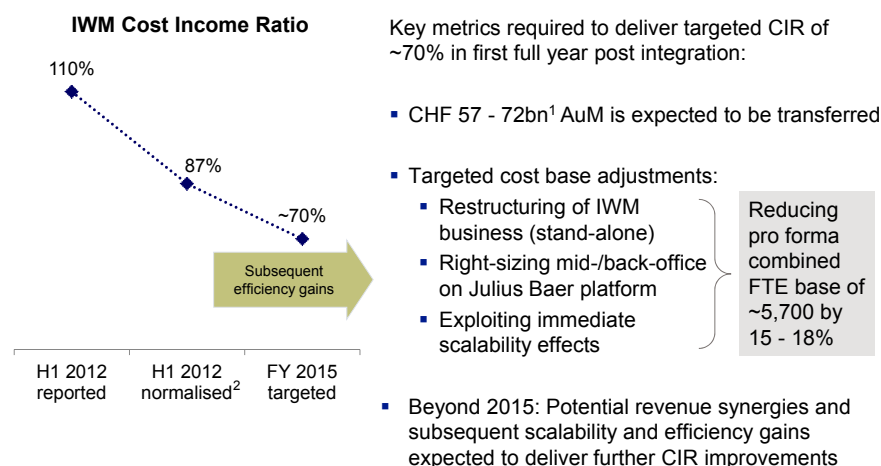 IWM Cost Income Ratio
110%
87%
~70%
Subsequent
efficiency gains
H1 2012
reported
H1 2012
normalised²
FY 2015
targeted
Key metrics required to deliver targeted CIR of
~70% in first full year post integration:
▪ CHF 57 - 72bn¹ AuM is expected to be transferred
▪ Targeted cost base adjustments:
▪ Restructuring of IWM
business (stand-alone)
▪ Right-sizing mid-/back-office
on Julius Baer platform
▪ Exploiting immediate
scalability effects
Reducing
pro forma
combined
FTE base of
~5,700 by
15 - 18%
▪ Beyond 2015: Potential revenue synergies and
subsequent scalability and efficiency gains
expected to deliver further CIR improvements